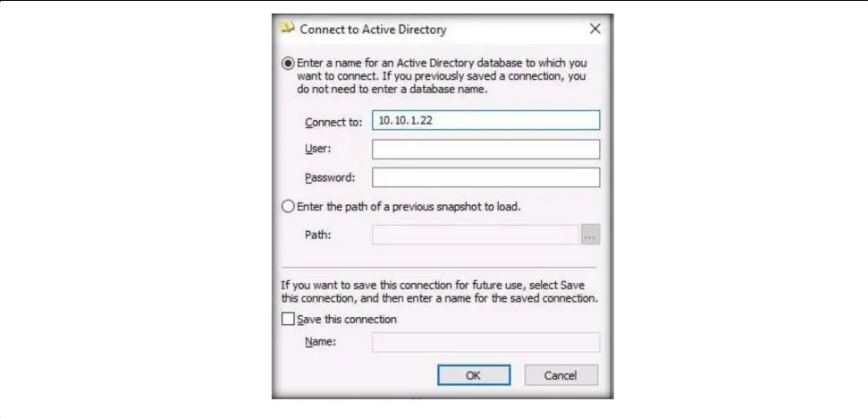 Connect to Active Directory
Enter a name for an Active Directory database to which you
want to connect. If you previously saved a connection, you
do not need to enter a database name.
Connect to: 10.10.1.22
User:
Password:
Enter the path of a previous snapshot to load.
Path: ...
If you want to save this connection for future use, select Save
this connection, and then enter a name for the saved connection.
Save this connection
Name:
OK Cancel